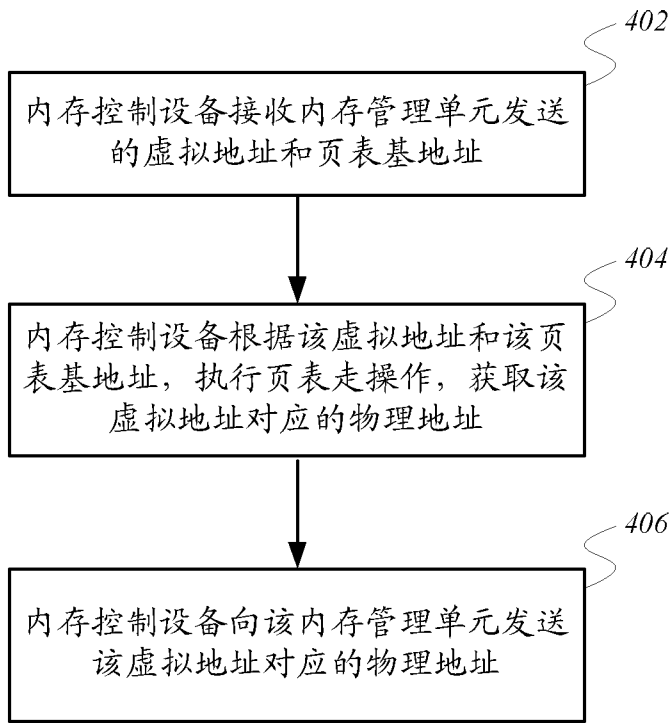 402
内存控制设备接收内存管理单元发送
的虚拟地址和页表基地址
404
内存控制设备根据该虚拟地址和该页
表基地址，执行页表走操作，获取该
虚拟地址对应的物理地址
406
内存控制设备向该内存管理单元发送
该虚拟地址对应的物理地址